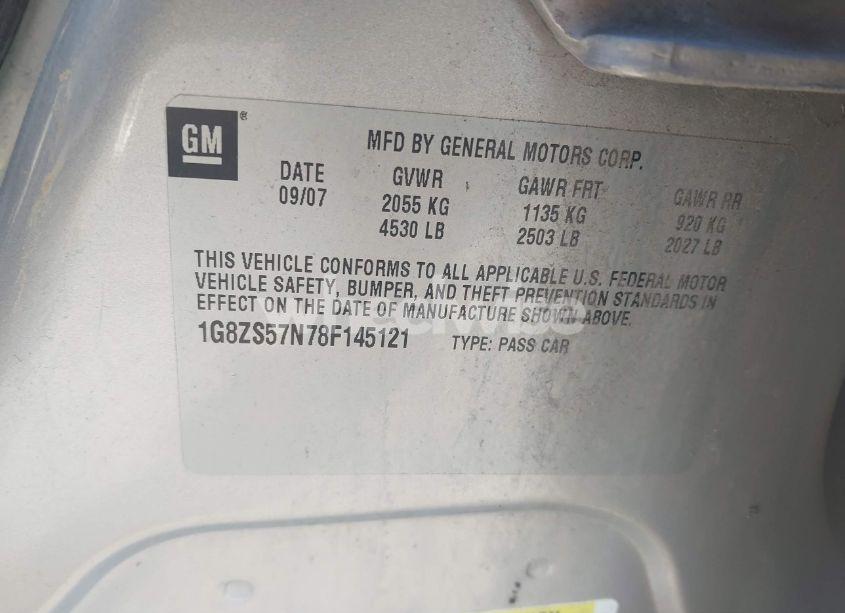 GM ®
MFD BY GENERAL MOTORS CORP.
DATE GVWR GAWR FRT GAWR RR
09/07 2055 KG 1135 KG 920 KG
4530 LB 2503 LB 2027 LB
THIS VEHICLE CONFORMS TO ALL APPLICABLE U.S. FEDERAL MOTOR
VEHICLE SAFETY, BUMPER, AND THEFT PREVENTION STANDARDS IN
EFFECT ON THE DATE OF MANUFACTURE SHOWN ABOVE.
1G8ZS57N78F145121 TYPE: PASS CAR